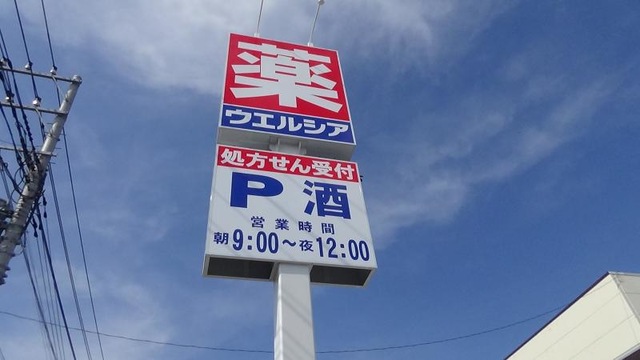 薬
ウエルシア
処方せん受付
P 酒
営業時間
朝9:00～夜12:00